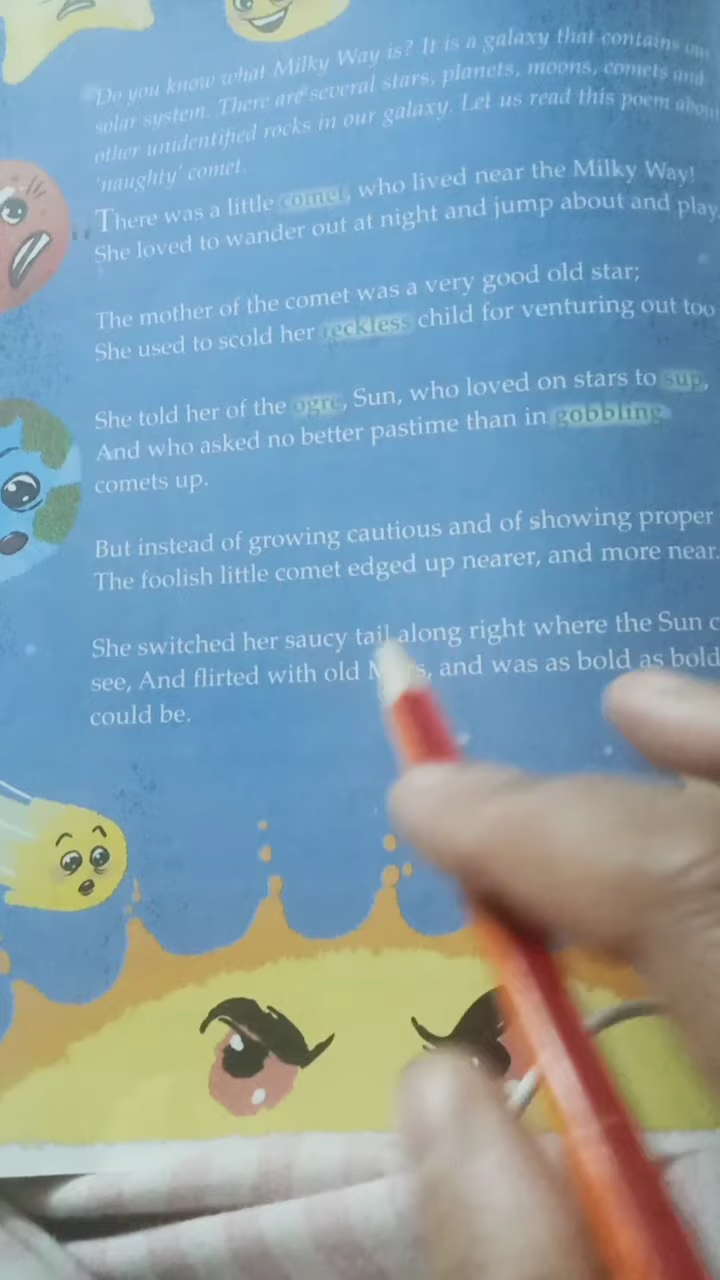 Do you know what Milky Way is? It is a galaxy that contains our
solar system. There are several stars, planets, moons, comets and
other unidentified rocks in our galaxy. Let us read this poem about
'naughty' comet.
There was a little comet, who lived near the Milky Way!
She loved to wander out at night and jump about and play
The mother of the comet was a very good old star;
She used to scold her reckless child for venturing out too
She told her of the ogre, Sun, who loved on stars to sup,
And who asked no better pastime than in gobbling
comets up.
But instead of growing cautious and of showing proper
The foolish little comet edged up nearer, and more near.
She switched her saucy tail along right where the Sun c
see, And flirted with old M s, and was as bold as bold
could be.